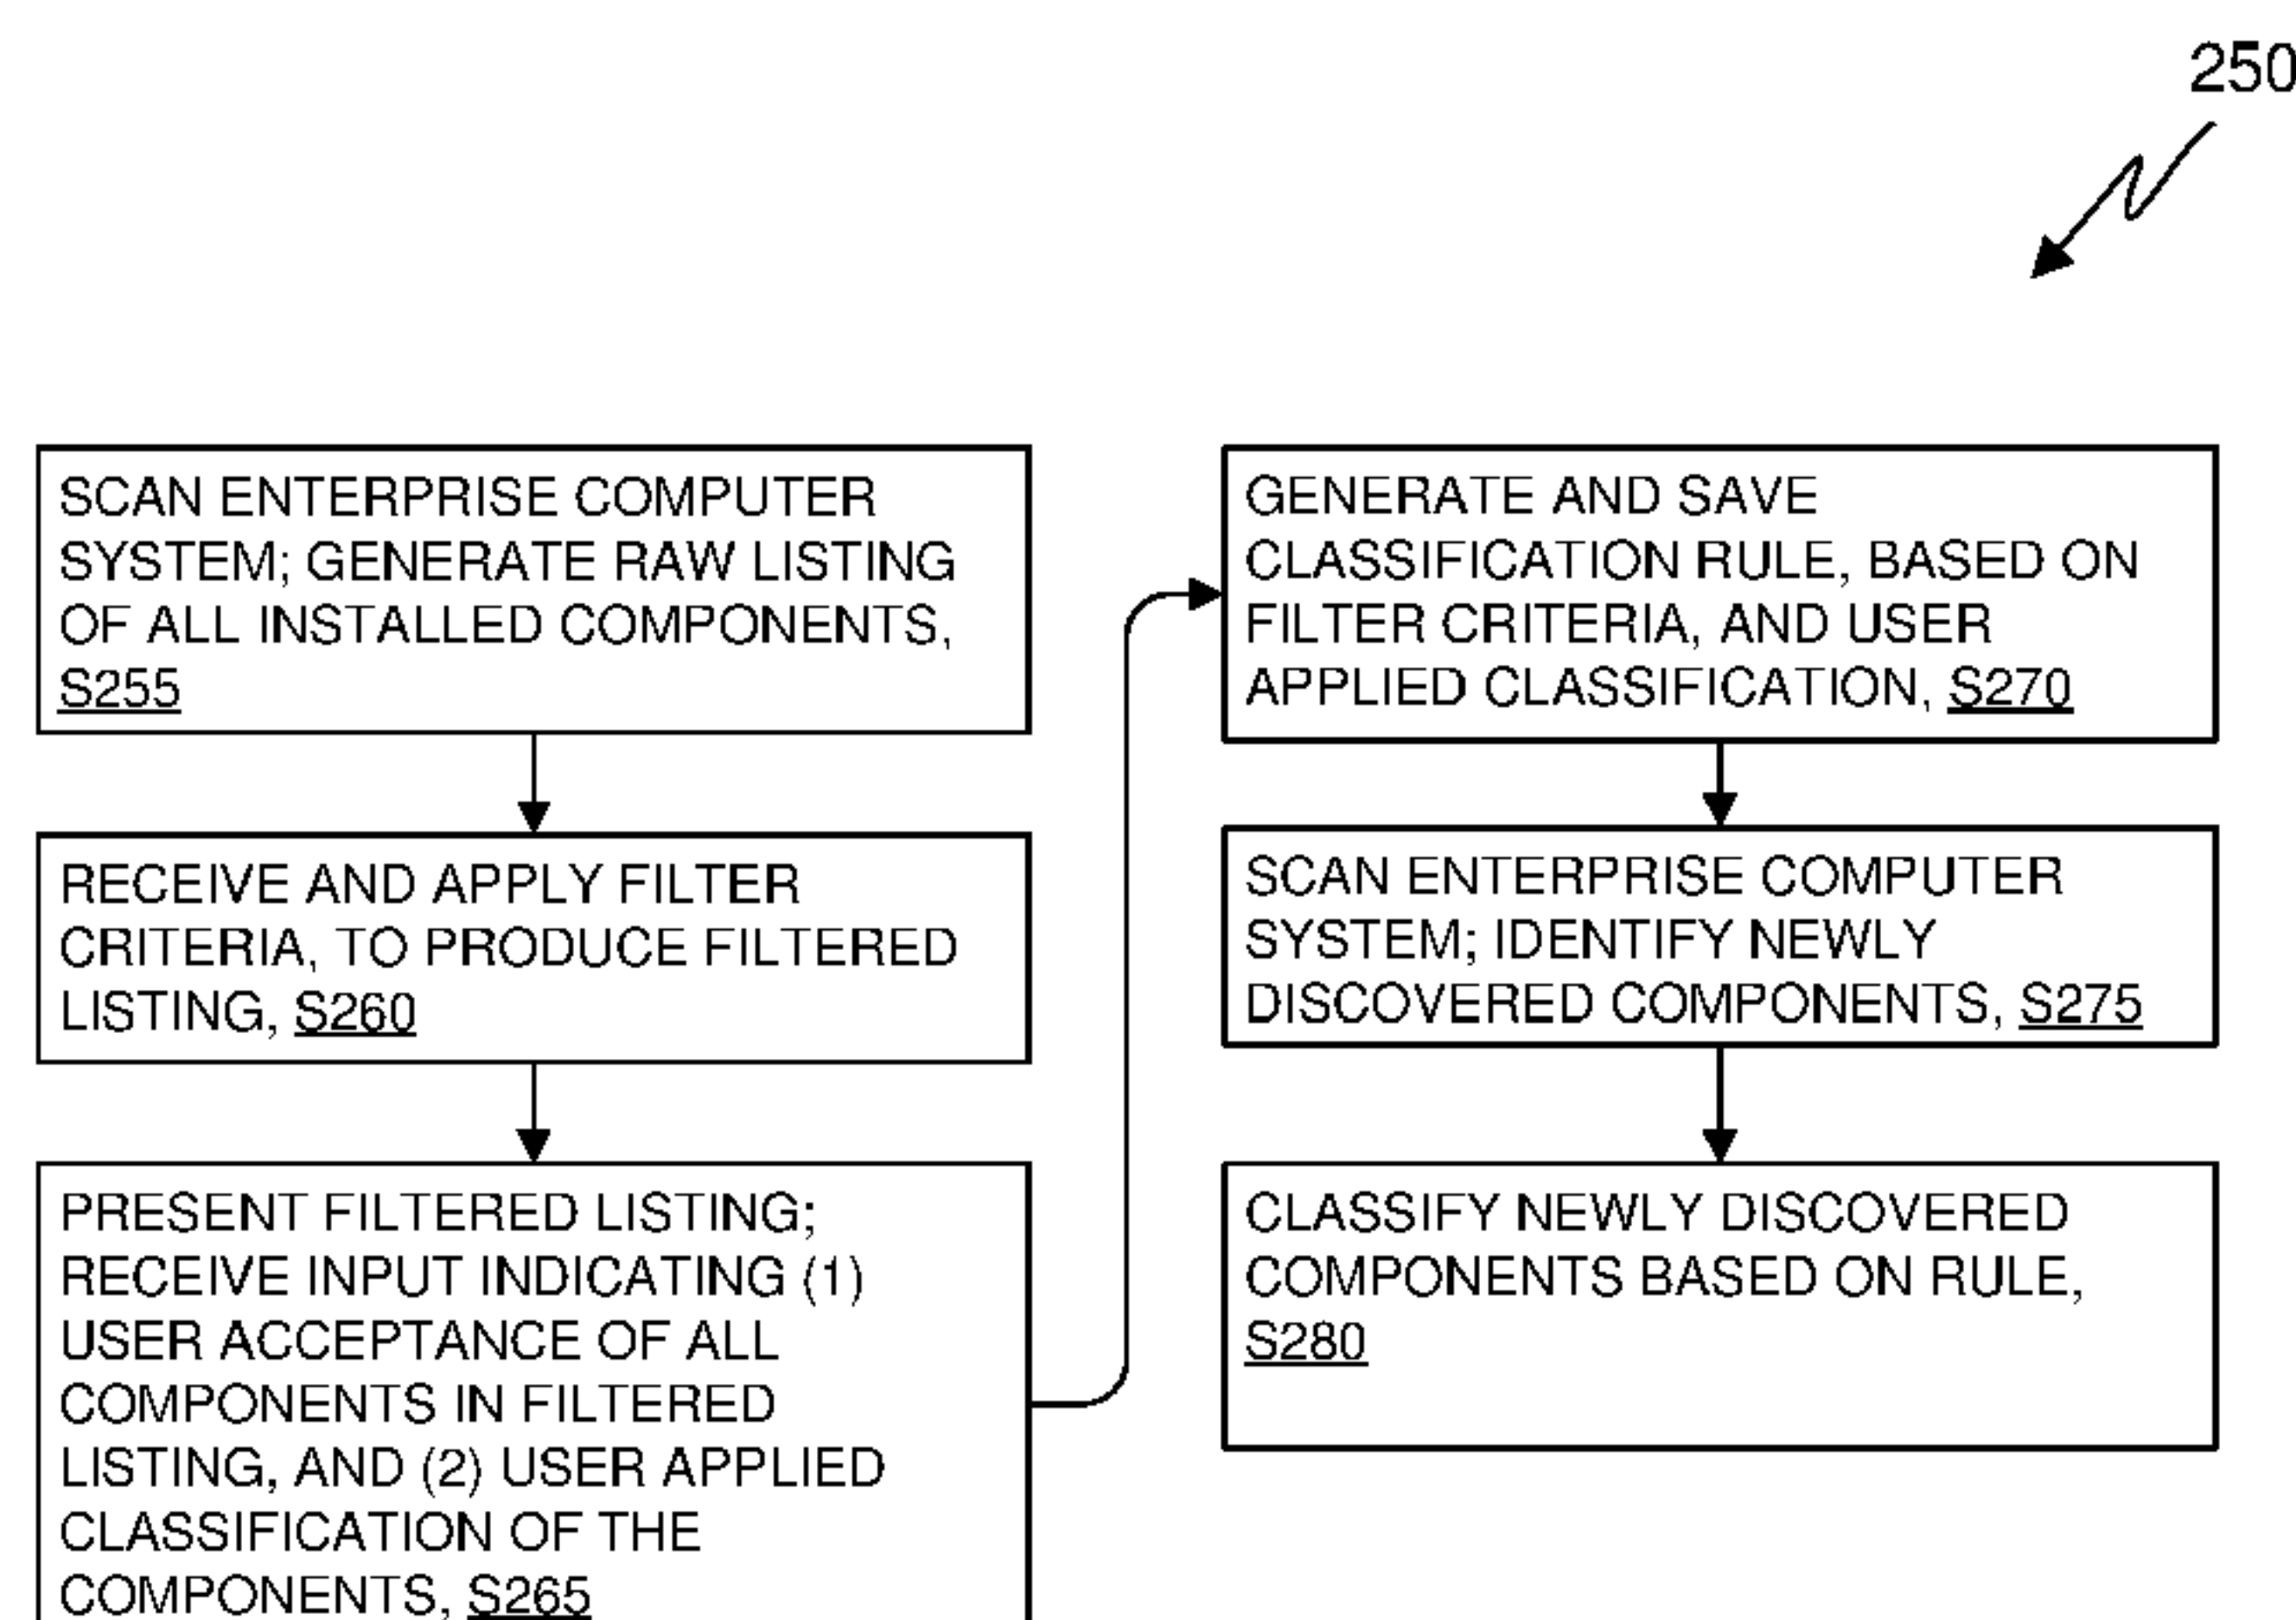 250
SCAN ENTERPRISE COMPUTER
SYSTEM; GENERATE RAW LISTING
OF ALL INSTALLED COMPONENTS,
S255
RECEIVE AND APPLY FILTER
CRITERIA, TO PRODUCE FILTERED
LISTING, S260
PRESENT FILTERED LISTING;
RECEIVE INPUT INDICATING (1)
USER ACCEPTANCE OF ALL
COMPONENTS IN FILTERED
LISTING, AND (2) USER APPLIED
CLASSIFICATION OF THE
COMPONENTS, S265
GENERATE AND SAVE
CLASSIFICATION RULE, BASED ON
FILTER CRITERIA, AND USER
APPLIED CLASSIFICATION, S270
SCAN ENTERPRISE COMPUTER
SYSTEM; IDENTIFY NEWLY
DISCOVERED COMPONENTS, S275
CLASSIFY NEWLY DISCOVERED
COMPONENTS BASED ON RULE,
S280